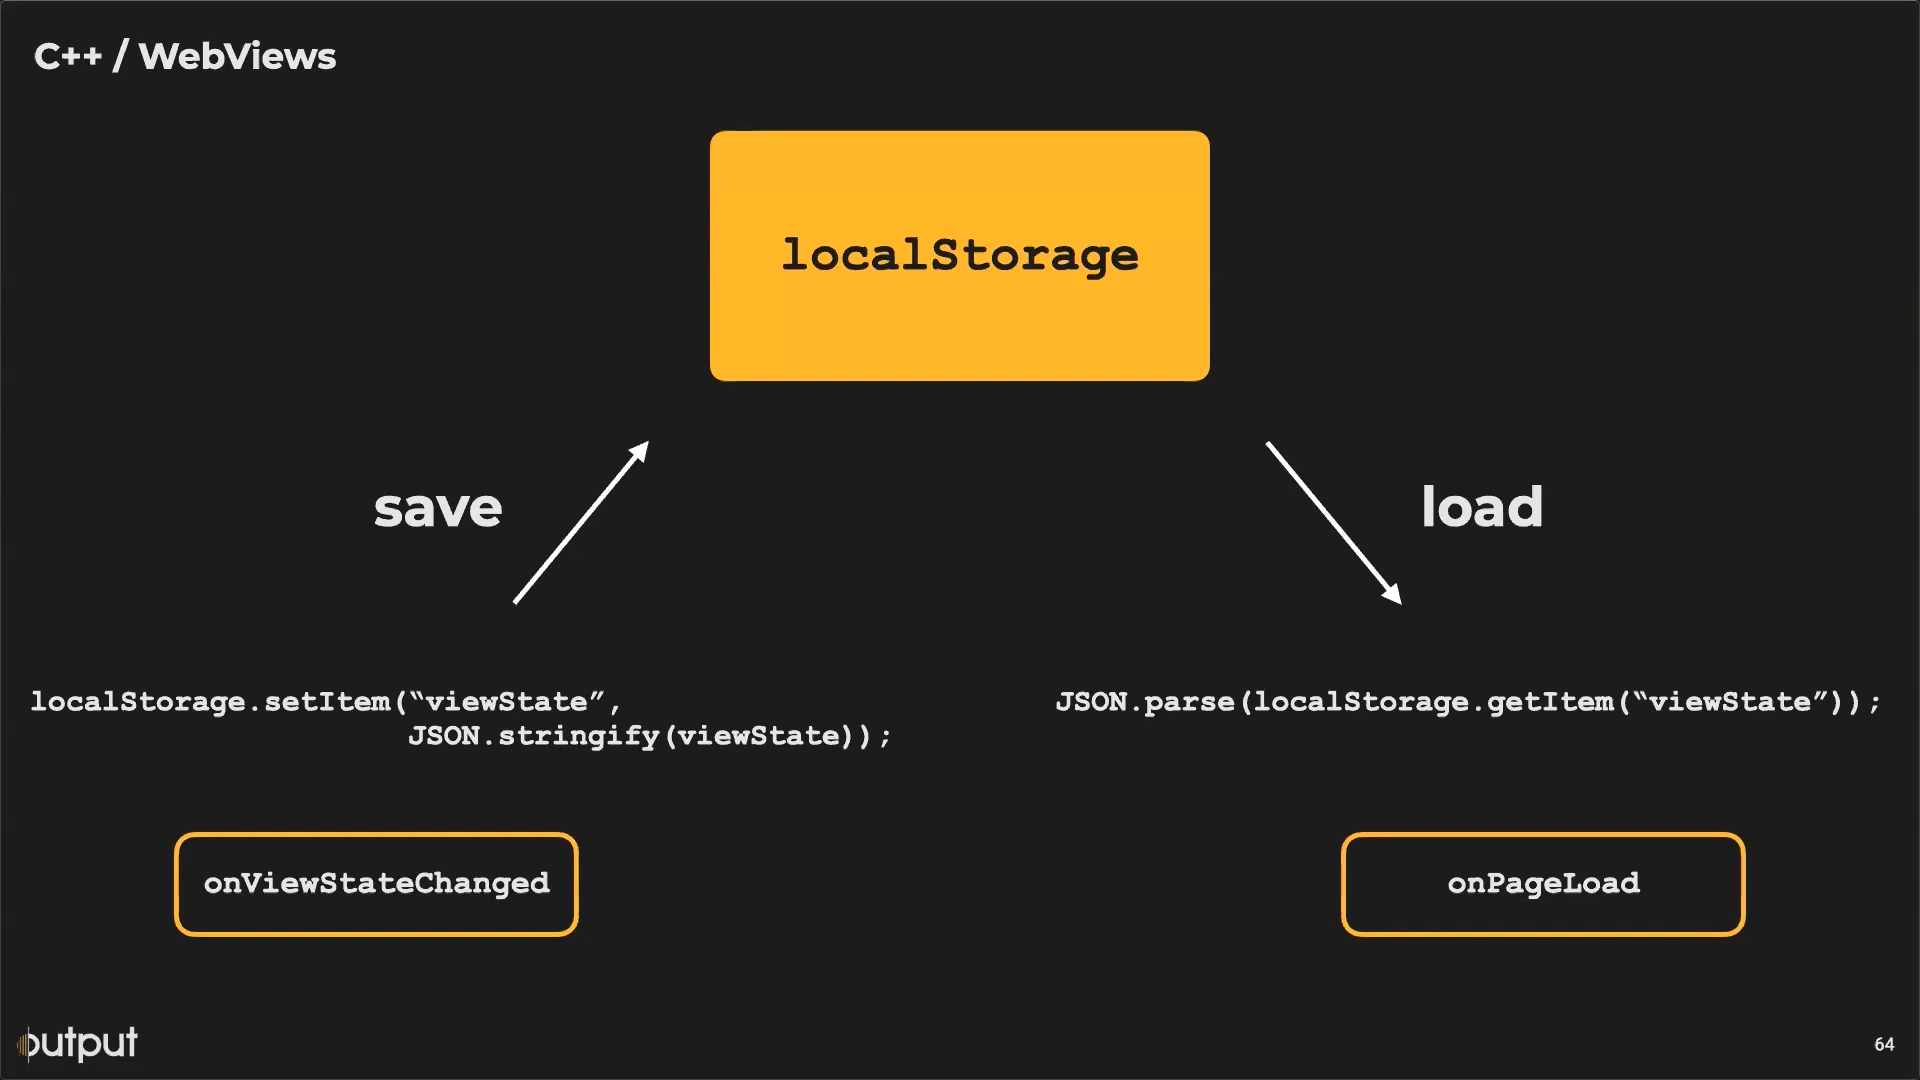 C++ / WebViews
localStorage
save
load
localStorage.setItem(“viewState”,
JSON.stringify(viewState));
JSON.parse(localStorage.getItem(“viewState”));
onViewStateChanged
onPageLoad
output
64